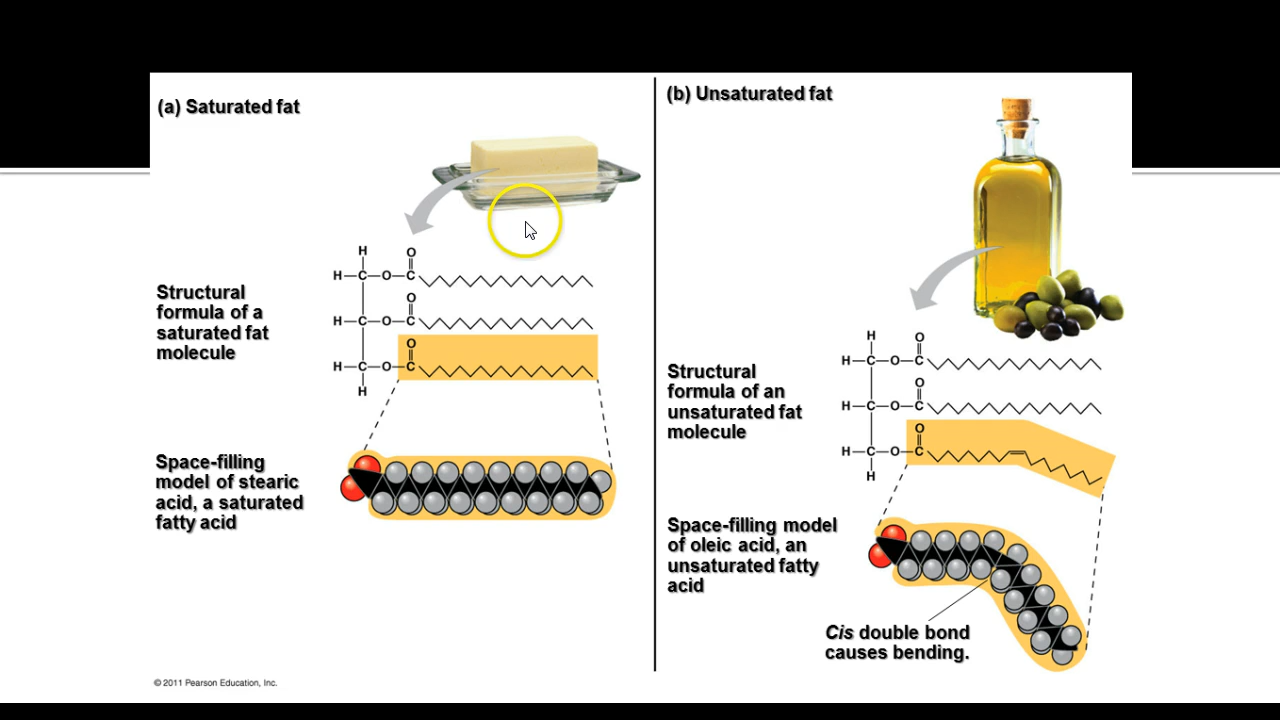 (a) Saturated fat
H O
H–C–O–C
O
H–C–O–C
O
H–C–O–C
H
Structural
formula of a
saturated fat
molecule
Space-filling
model of stearic
acid, a saturated
fatty acid
(b) Unsaturated fat
H O
H–C–O–C
O
H–C–O–C
O
H–C–O–C
H
Structural
formula of an
unsaturated fat
molecule
Space-filling model
of oleic acid, an
unsaturated fatty
acid
Cis double bond
causes bending.
© 2011 Pearson Education, Inc.